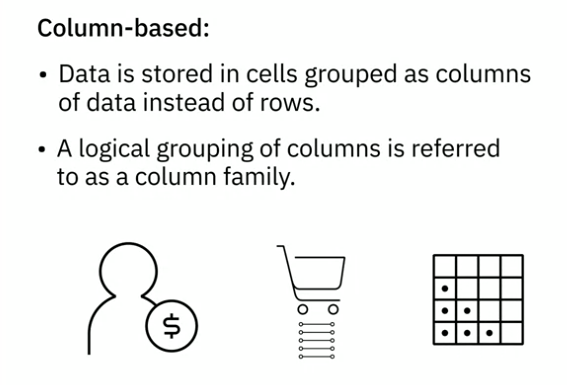 Column-based:
• Data is stored in cells grouped as columns
of data instead of rows.
• A logical grouping of columns is referred
to as a column family.
$